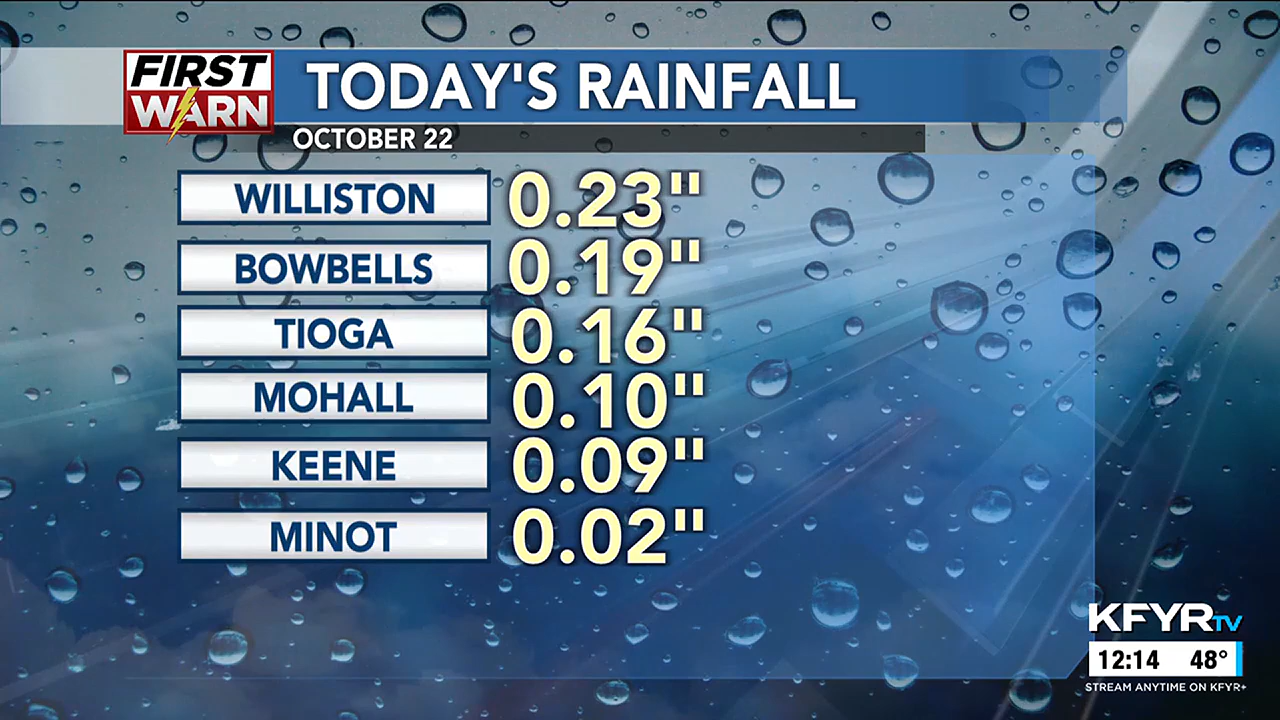 FIRST
WARN
TODAY'S RAINFALL
OCTOBER 22
WILLISTON 0.23"
BOWBELLS 0.19"
TIOGA 0.16"
MOHALL 0.10"
KEENE 0.09"
MINOT 0.02"
KFYRTV
12:14 48°
STREAM ANYTIME ON KFYR+